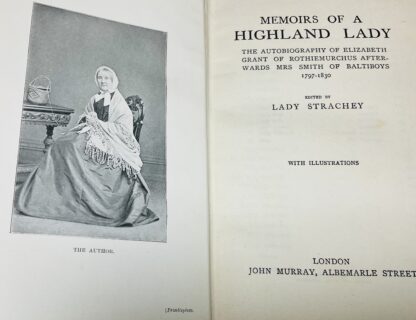 THE AUTHOR.
[Frontispiece.
MEMOIRS OF A
HIGHLAND LADY
THE AUTOBIOGRAPHY OF ELIZABETH
GRANT OF ROTHIEMURCHUS AFTER-
WARDS MRS SMITH OF BALTIBOYS
1797-1830
EDITED BY
LADY STRACHEY
WITH ILLUSTRATIONS
LONDON
JOHN MURRAY, ALBEMARLE STREET